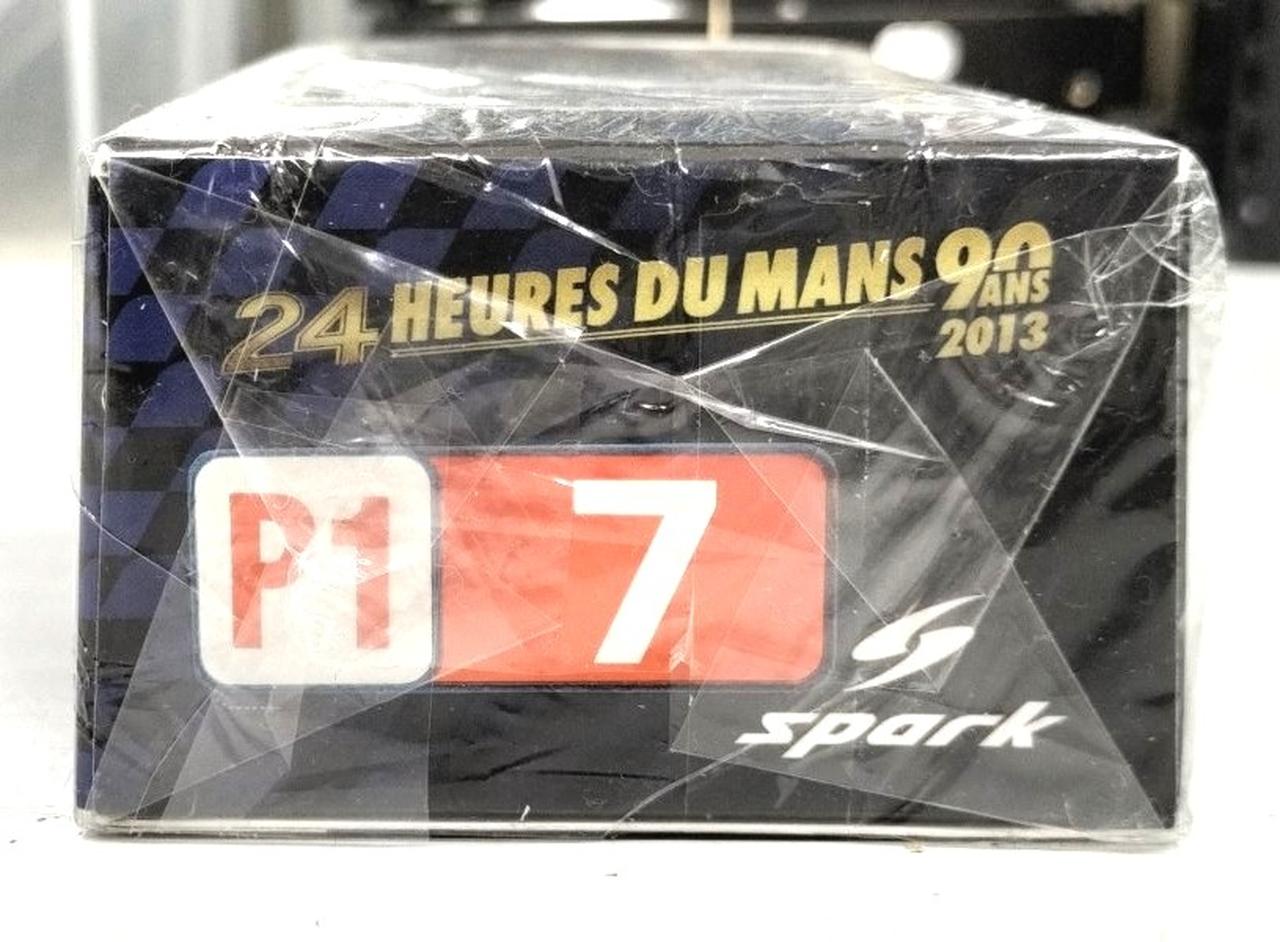 24 HEURES DU MANS 90
ANS
2013
P1 7
spark